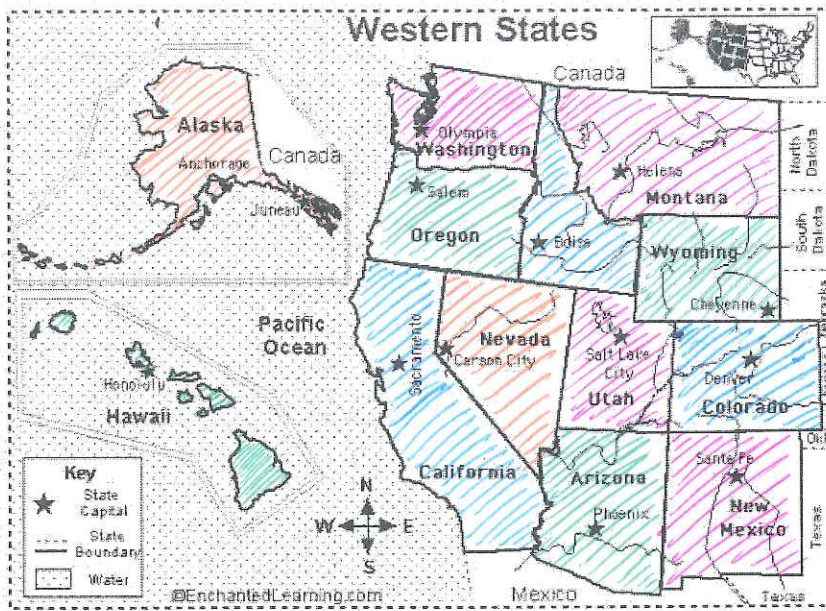 Western States
Canada
Alaska
Anchorage
Canada
Juneau
Olympia
Washington
Helena
Montana
North
Dakota
Salem
Oregon
Boise
Wyoming
South
Dakota
Cheyenne
Pacific
Ocean
Sacramento
Nevada
Carson City
Salt Lake
City
Utah
Denver
Colorado
Honolulu
Hawaii
California
Arizona
Phoenix
Santa Fe
New
Mexico
Texas
Texas
Mexico
Key
State
Capital
State
Boundary
Water
N
W
E
S
©EnchantedLearning.com